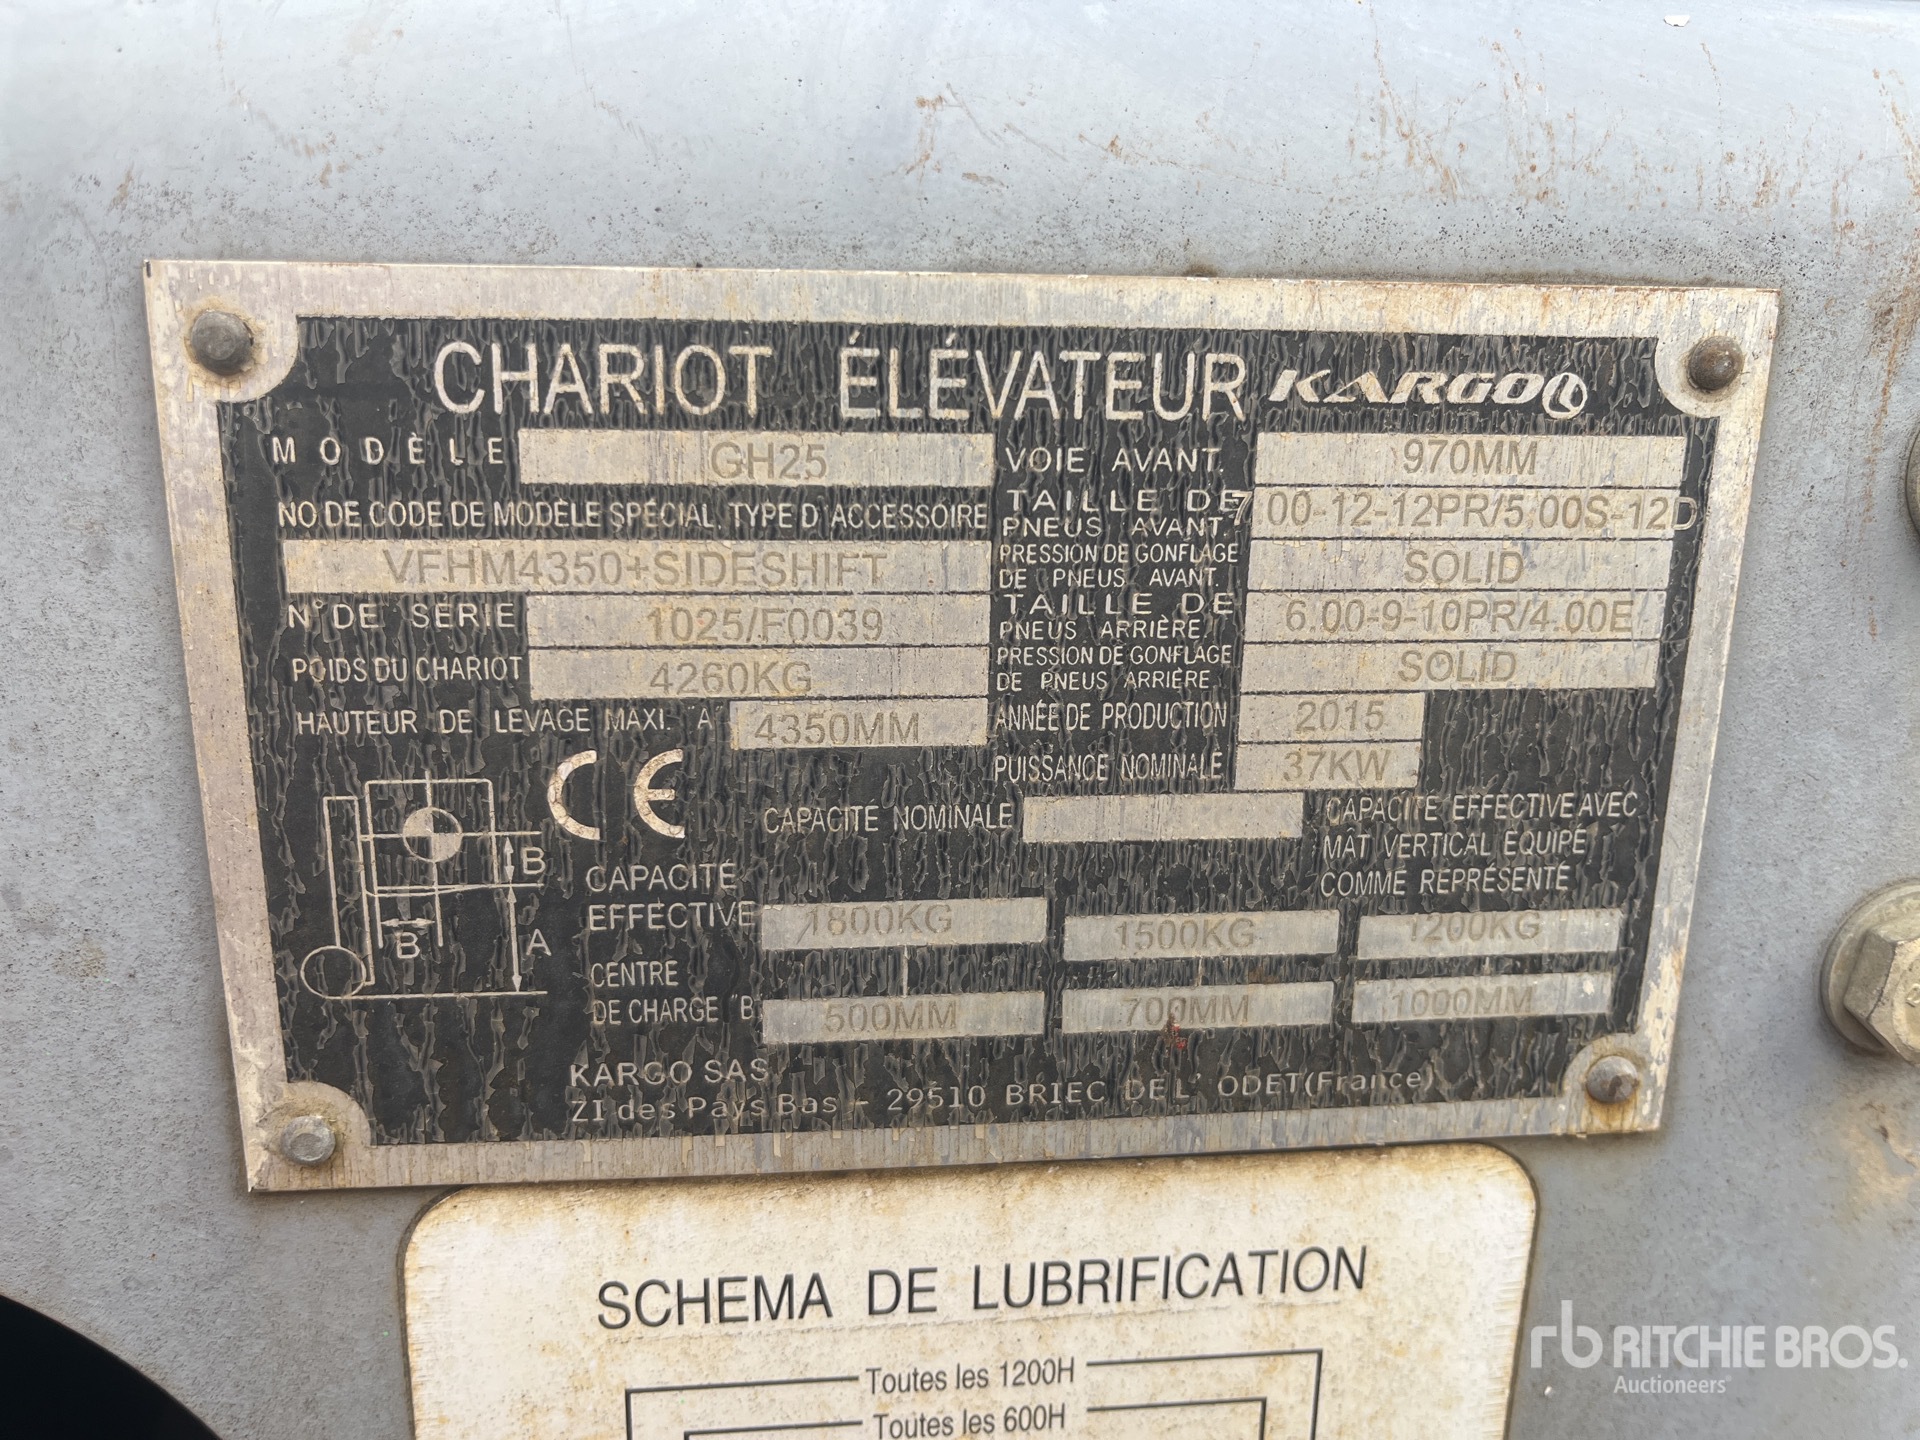 CHARIOT ÉLÉVATEUR KARGO
MODÈLE GH25
NO DE CODE DE MODÈLE SPÉCIAL, TYPE D'ACCESSOIRE
VFHM4350+SIDESHIFT
N° DE SÉRIE 1025/F0039
POIDS DU CHARIOT 4260KG
HAUTEUR DE LEVAGE MAXI. "A" 4350MM
VOIE AVANT. 970MM
TAILLE DE
PNEUS AVANT. 7.00-12-12PR/5.00S-12D
PRESSION DE GONFLAGE
DE PNEUS AVANT. SOLID
TAILLE DE
PNEUS ARRIÈRE. 6.00-9-10PR/4.00E
PRESSION DE GONFLAGE
DE PNEUS ARRIÈRE. SOLID
ANNÉE DE PRODUCTION 2015
PUISSANCE NOMINALE 37KW
CE
B
B
A
CAPACITÉ NOMINALE
CAPACITÉ EFFECTIVE AVEC
MÂT VERTICAL ÉQUIPÉ
COMME REPRÉSENTÉ
CAPACITÉ
EFFECTIVE 1800KG 1500KG 1200KG
CENTRE
DE CHARGE "B 500MM 700MM 1000MM
KARGO SAS
ZI des Pays Bas - 29510 BRIEC DE L' ODET(France)
SCHEMA DE LUBRIFICATION
Toutes les 1200H
Toutes les 600H
rb RITCHIE BROS.
Auctioneers